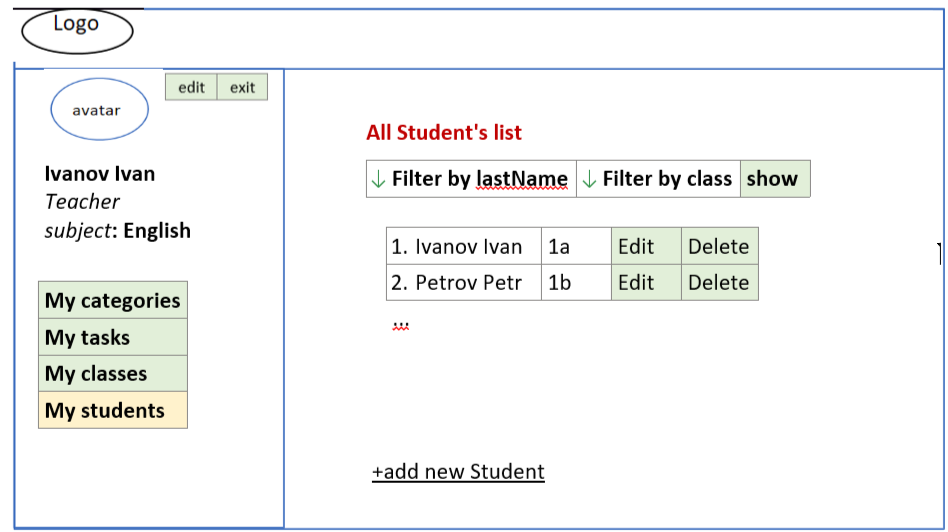 Logo
edit exit
avatar
Ivanov Ivan
Teacher
subject: English
My categories
My tasks
My classes
My students
All Student's list
↓ Filter by lastName ↓ Filter by class show
1. Ivanov Ivan 1a Edit Delete
2. Petrov Petr 1b Edit Delete
...
+add new Student